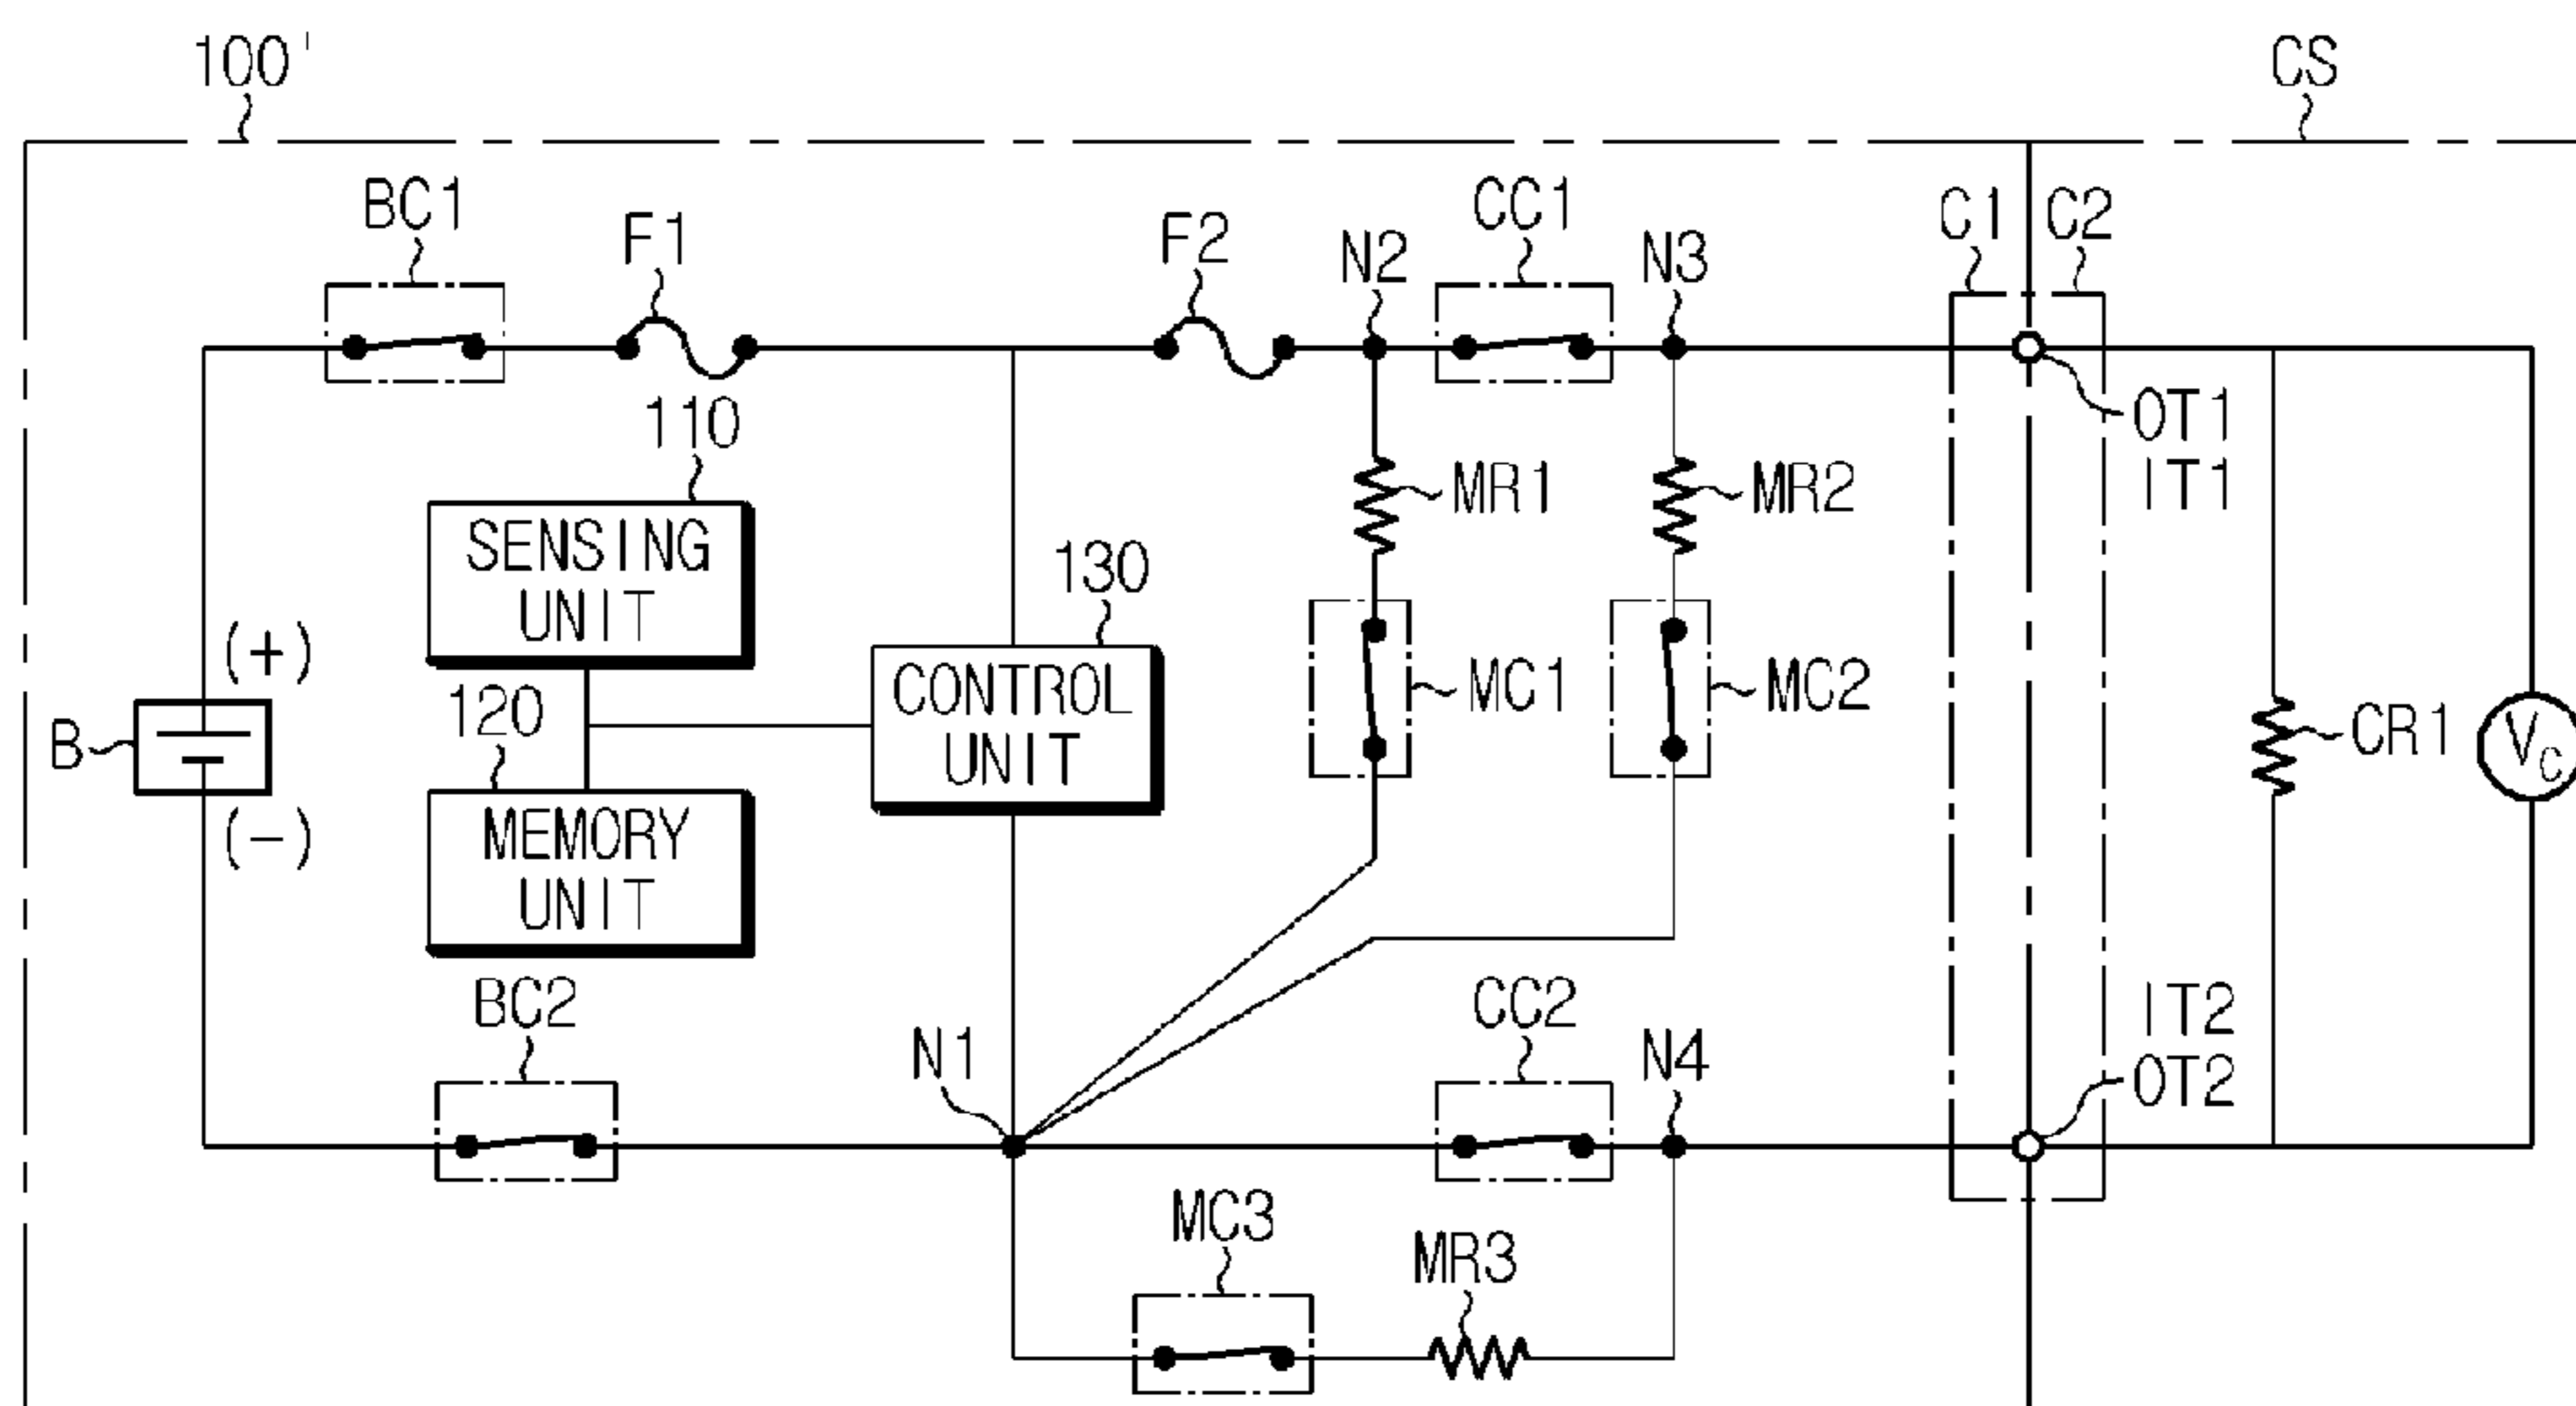 100'
CS
BC1
F1
F2
N2
CC1
N3
C1
C2
OT1
IT1
110
SENSING
UNIT
MR1
MR2
130
CONTROL
UNIT
MC1
MC2
(+)
B
(-)
120
MEMORY
UNIT
CR1
VC
BC2
N1
CC2
N4
IT2
OT2
MC3
MR3